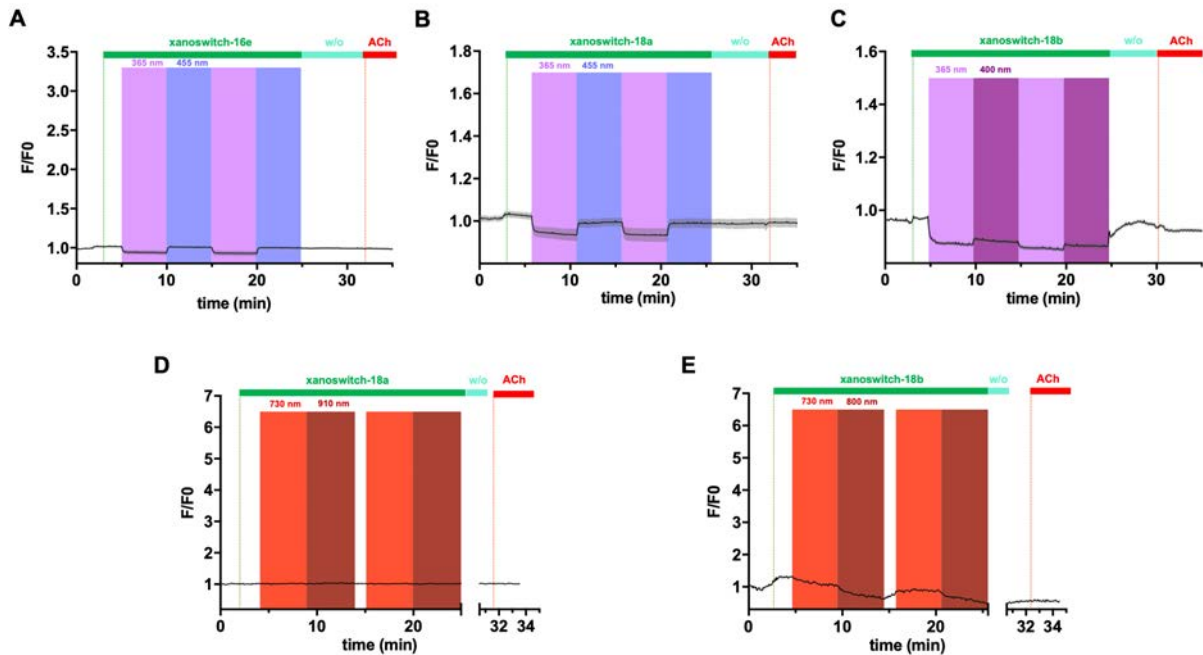 A
xanoswitch-16e
w/o
ACh
365 nm
455 nm
3.5
3.0
2.5
2.0
1.5
1.0
F/F0
0
10
20
30
time (min)
B
xanoswitch-18a
w/o
ACh
365 nm
455 nm
1.8
1.6
1.4
1.2
1.0
F/F0
0
10
20
30
time (min)
C
xanoswitch-18b
w/o
ACh
365 nm
400 nm
1.6
1.4
1.2
1.0
F/F0
0
10
20
30
time (min)
D
xanoswitch-18a
w/o
ACh
730 nm
910 nm
7
6
5
4
3
2
1
F/F0
0
10
20
32
34
time (min)
E
xanoswitch-18b
w/o
ACh
730 nm
800 nm
7
6
5
4
3
2
1
F/F0
0
10
20
32
34
time (min)